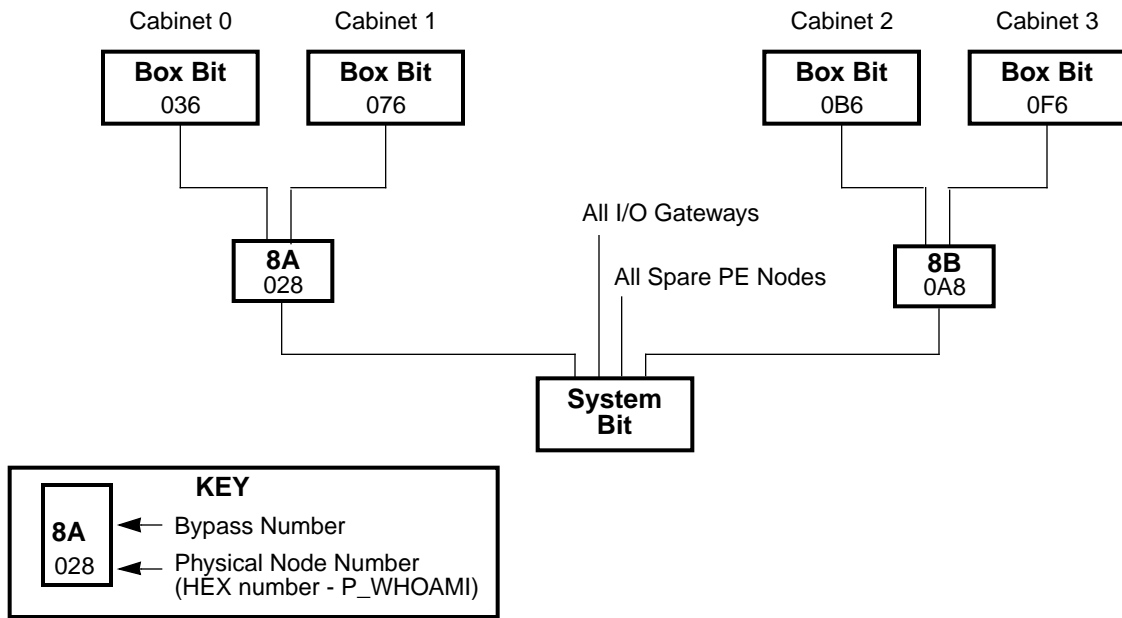 Cabinet 0
Cabinet 1
Cabinet 2
Cabinet 3
Box Bit
036
Box Bit
076
Box Bit
0B6
Box Bit
0F6
All I/O Gateways
8A
028
All Spare PE Nodes
8B
0A8
System
Bit
KEY
8A
028
Bypass Number
Physical Node Number
(HEX number - P_WHOAMI)